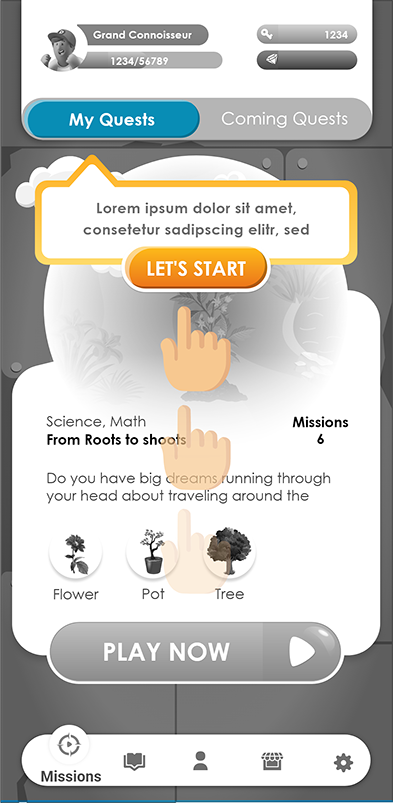 Grand Connoisseur
1234
1234/56789
My Quests
Coming Quests
Lorem ipsum dolor sit amet,
consetetur sadipscing elitr, sed
LET'S START
Science, Math
Missions
From Roots to shoots
6
Do you have big dreams running through
your head about traveling around the
Flower
Pot
Tree
PLAY NOW
Missions